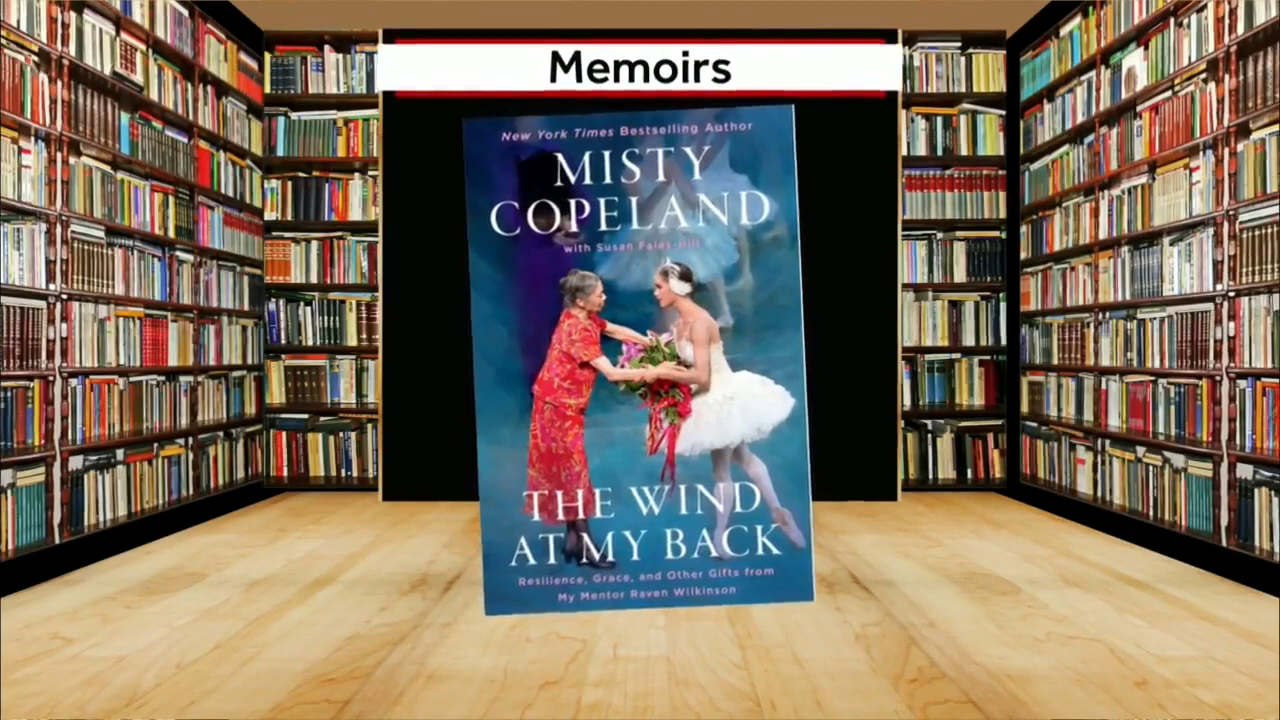 Memoirs
New York Times Bestselling Author
MISTY
COPELAND
with Susan Fales-Hill
THE WIND
AT MY BACK
Resilience, Grace, and Other Gifts from
My Mentor Raven Wilkinson